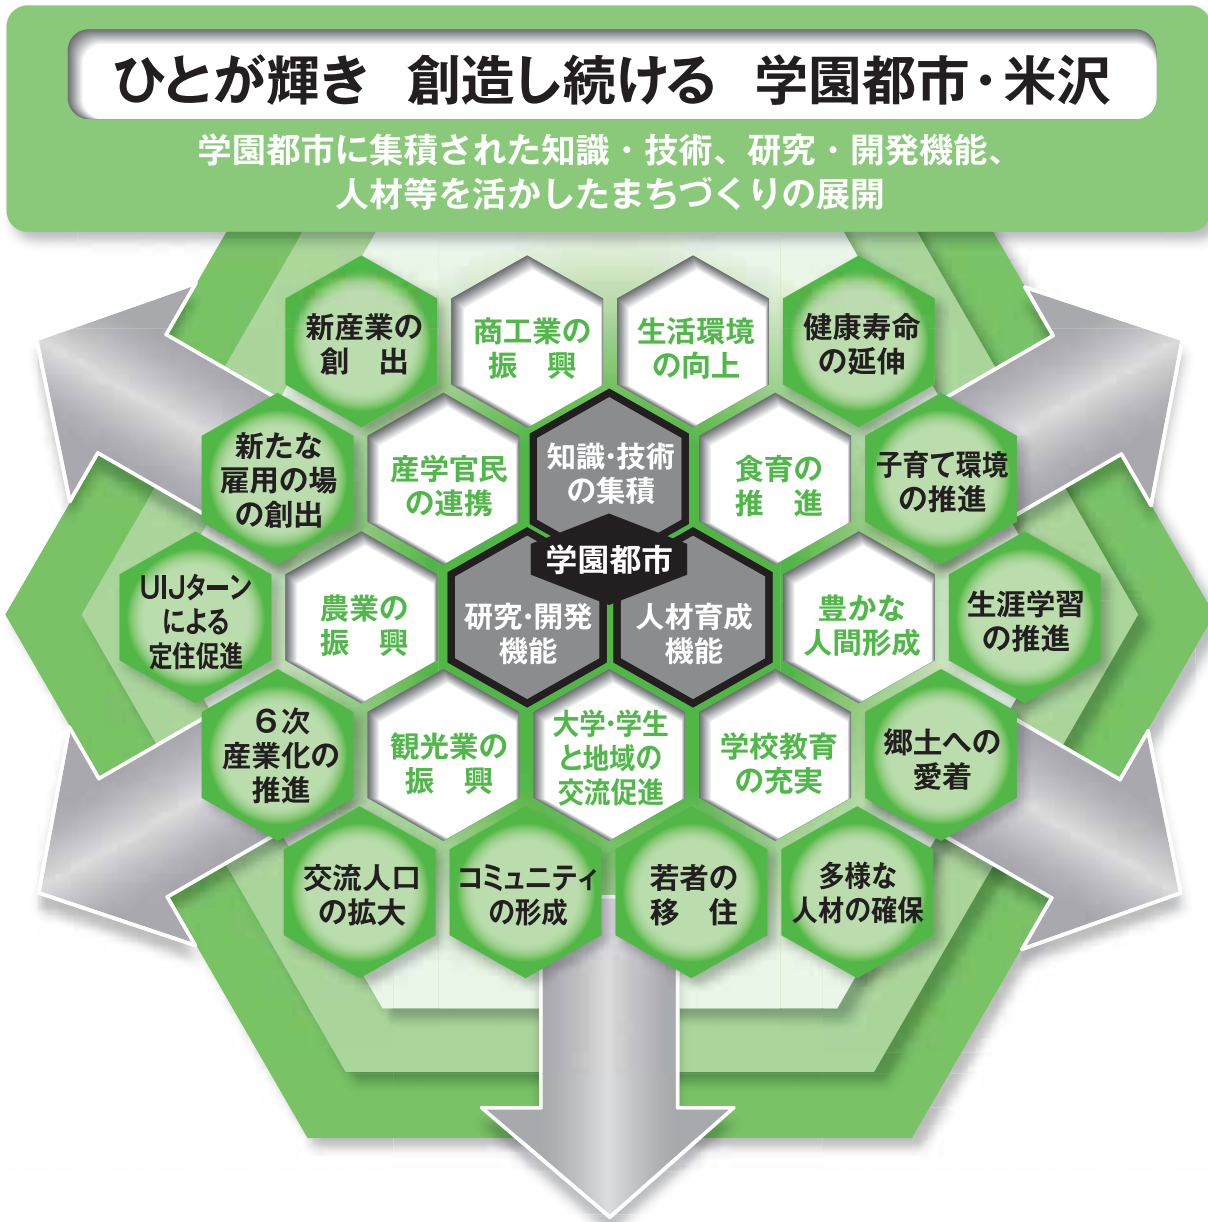 ひとが輝き 創造し続ける 学園都市・米沢
学園都市に集積された知識・技術、研究・開発機能、
人材等を活かしたまちづくりの展開
新産業の
創 出
商工業の
振 興
生活環境
の向上
健康寿命
の延伸
新たな
雇用の場
の創出
産学官民
の連携
知識・技術
の集積
食育の
推 進
子育て環境
の推進
学園都市
UIJターン
による
定住促進
農業の
振 興
研究・開発
機能
人材育成
機能
豊かな
人間形成
生涯学習
の推進
6次
産業化の
推進
観光業の
振 興
大学・学生
と地域の
交流促進
学校教育
の充実
郷土への
愛着
交流人口
の拡大
コミュニティ
の形成
若者の
移 住
多様な
人材の確保